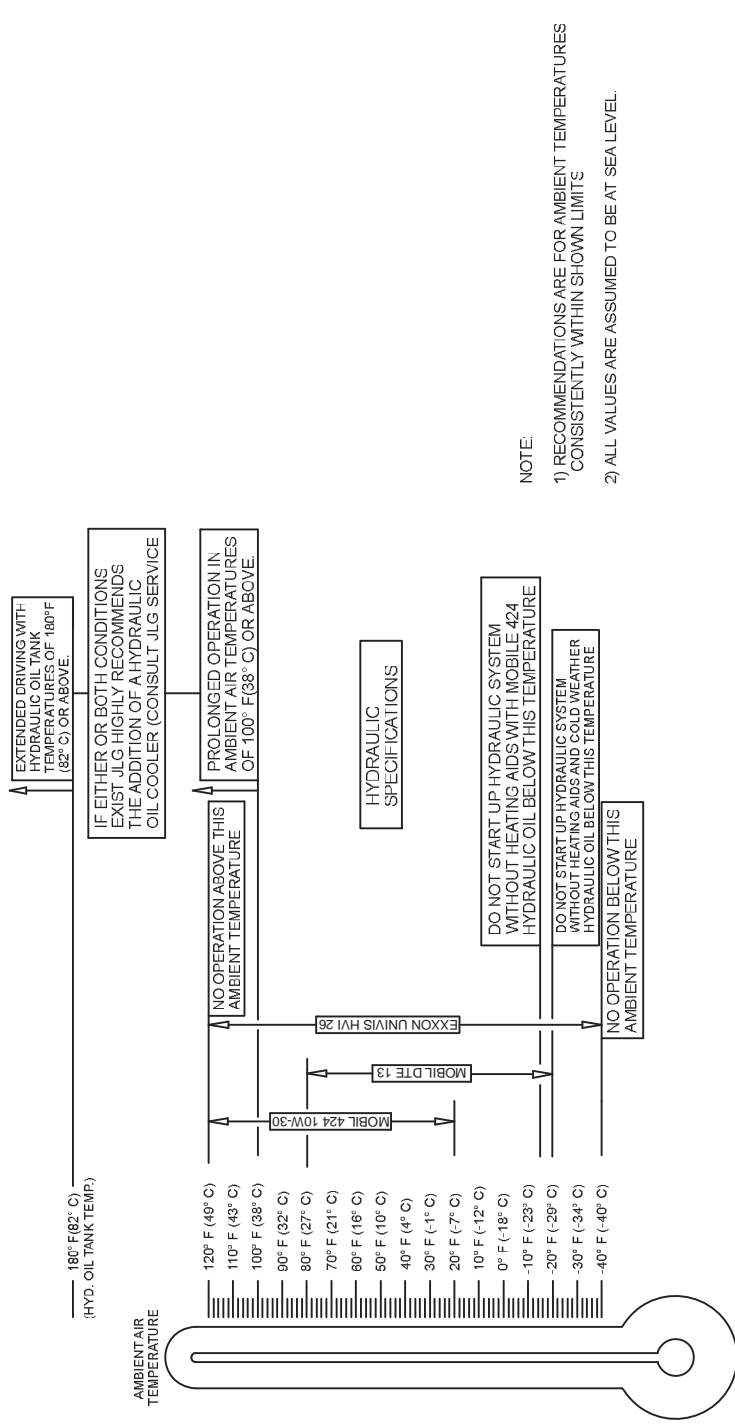 EXTENDED DRIVING WITH
HYDRAULIC OIL TANK
TEMPERATURES OF 180°F
(82° C) OR ABOVE.
IF EITHER OR BOTH CONDITIONS
EXIST JLG HIGHLY RECOMMENDS
THE ADDITION OF A HYDRAULIC
OIL COOLER (CONSULT JLG SERVICE
PROLONGED OPERATION IN
AMBIENT AIR TEMPERATURES
OF 100° F(38° C) OR ABOVE.
180° F(82° C)
(HYD. OIL TANK TEMP.)
AMBIENT AIR
TEMPERATURE
NO OPERATION ABOVE THIS
AMBIENT TEMPERATURE
120° F (49° C)
110° F (43° C)
100° F (38° C)
90° F (32° C)
80° F (27° C)
70° F (21° C)
60° F (16° C)
50° F (10° C)
40° F (4° C)
30° F (-1° C)
20° F (-7° C)
10° F (-12° C)
0° F (-18° C)
-10° F (-23° C)
-20° F (-29° C)
-30° F (-34° C)
-40° F (-40° C)
MOBIL 424 10W-30
MOBIL DTE 13
EXXON UNIVIS HVI 26
HYDRAULIC
SPECIFICATIONS
DO NOT START UP HYDRAULIC SYSTEM
WITHOUT HEATING AIDS WITH MOBILE 424
HYDRAULIC OIL BELOW THIS TEMPERATURE
DO NOT START UP HYDRAULIC SYSTEM
WITHOUT HEATING AIDS AND COLD WEATHER
HYDRAULIC OIL BELOW THIS TEMPERATURE
NO OPERATION BELOW THIS
AMBIENT TEMPERATURE
NOTE:
1) RECOMMENDATIONS ARE FOR AMBIENT TEMPERATURES
CONSISTENTLY WITHIN SHOWN LIMITS
2) ALL VALUES ARE ASSUMED TO BE AT SEA LEVEL.